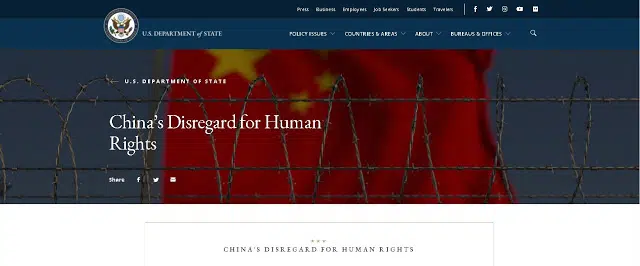 Press Business Employees Job Seekers Students Travelers
U.S. DEPARTMENT of STATE
POLICY ISSUES COUNTRIES & AREAS ABOUT BUREAUS & OFFICES
U.S. DEPARTMENT OF STATE
China's Disregard for Human
Rights
Share
CHINA'S DISREGARD FOR HUMAN RIGHTS